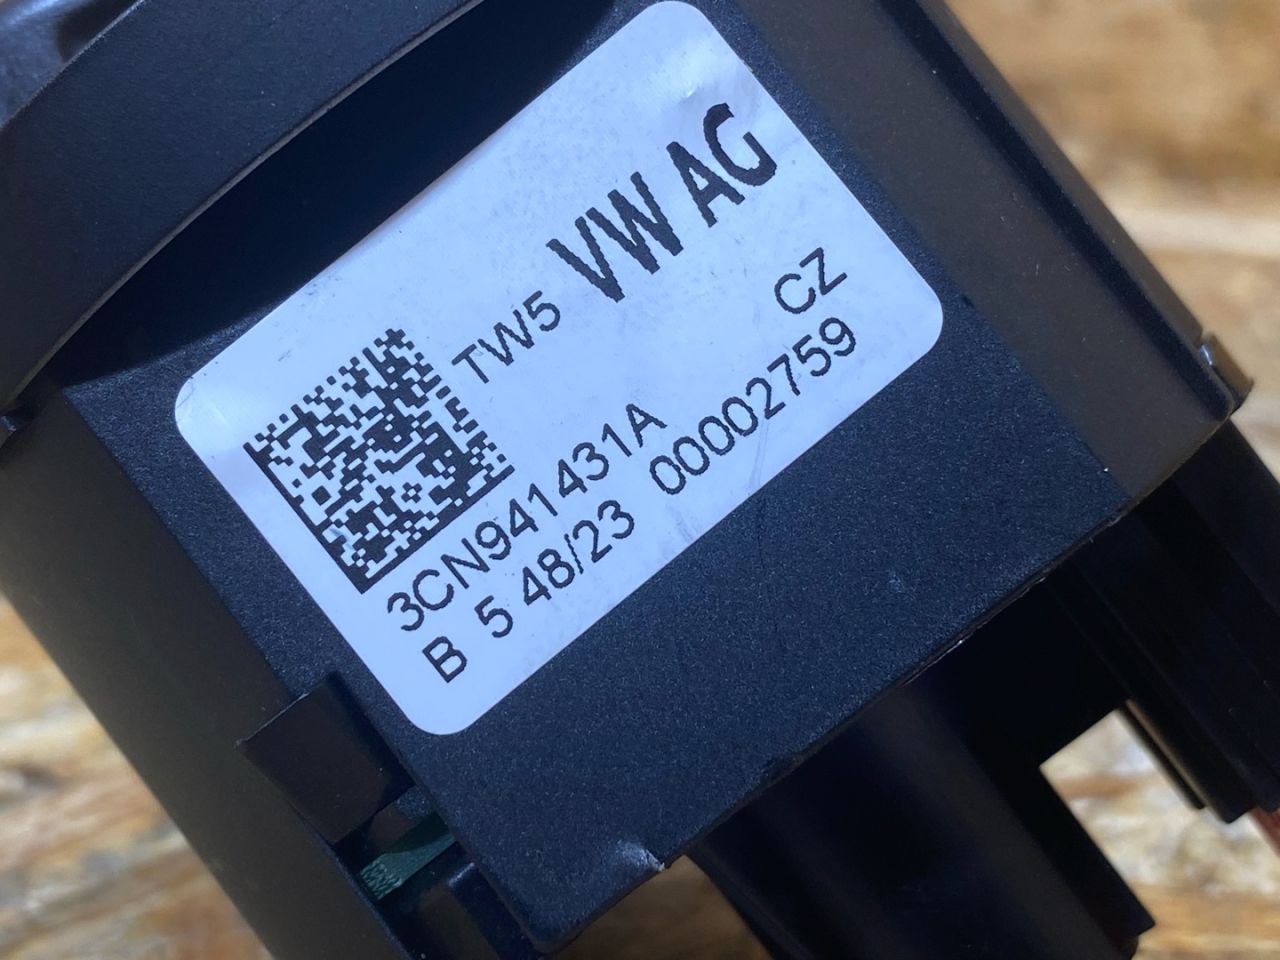 TW5 VW AG
CZ
3CN941431A
B 5 48/23 00002759